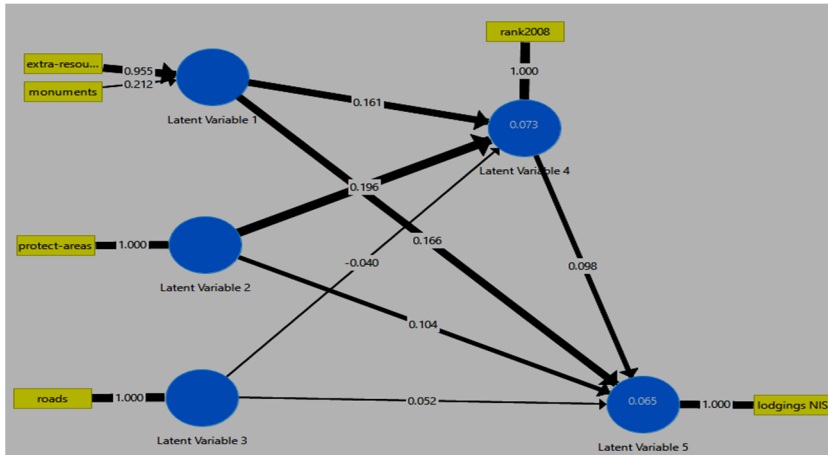 rank2008
extra-resou...
0.955
1.000
monuments
0.212
Latent Variable 1
0.161
0.073
Latent Variable 4
0.196
protect-areas
1.000
0.166
-0.040
0.098
Latent Variable 2
0.104
roads
1.000
0.052
0.065
1.000
lodgings NIS
Latent Variable 3
Latent Variable 5